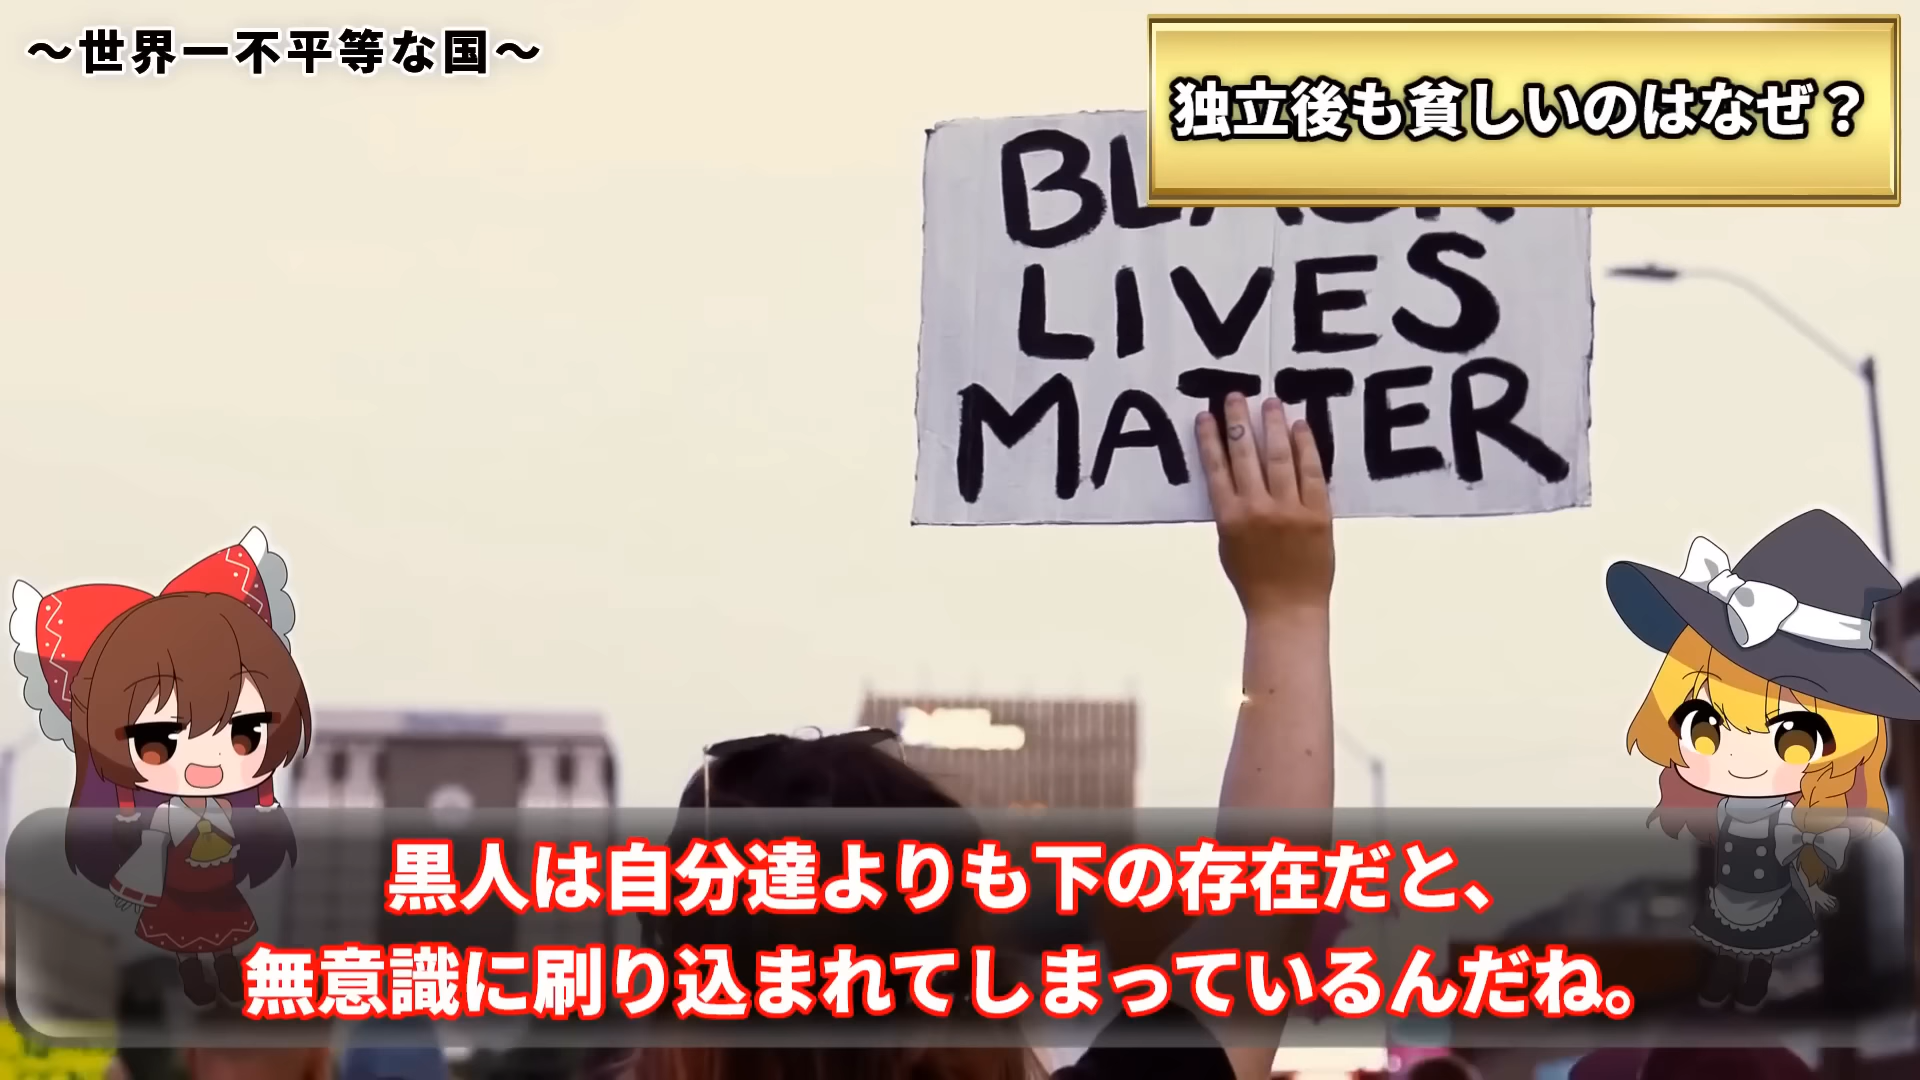 ～世界一不平等な国～
独立後も貧しいのはなぜ？
LIVES
MATTER
黒人は自分達よりも下の存在だと、
無意識に刷り込まれてしまっているんだね。